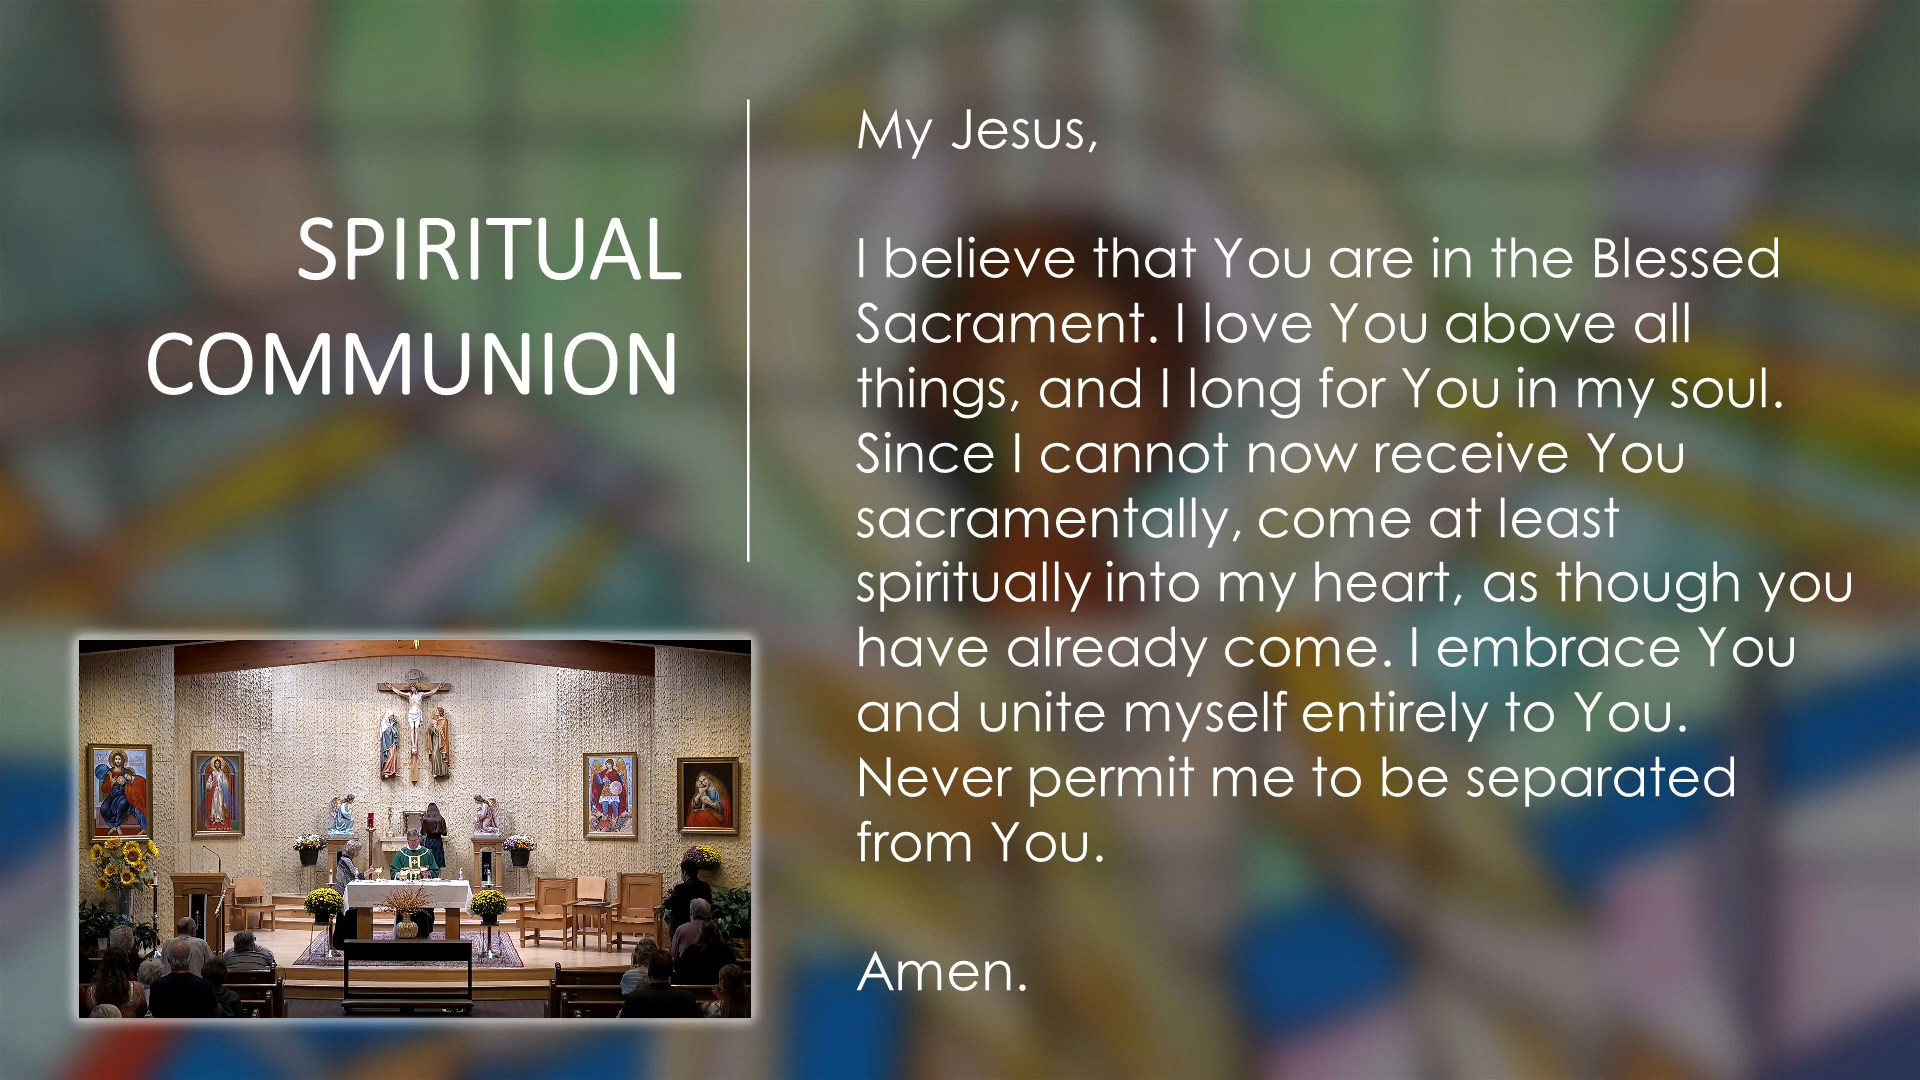 SPIRITUAL
COMMUNION
My Jesus,
I believe that You are in the Blessed
Sacrament. I love You above all
things, and I long for You in my soul.
Since I cannot now receive You
sacramentally, come at least
spiritually into my heart, as though you
have already come. I embrace You
and unite myself entirely to You.
Never permit me to be separated
from You.
Amen.